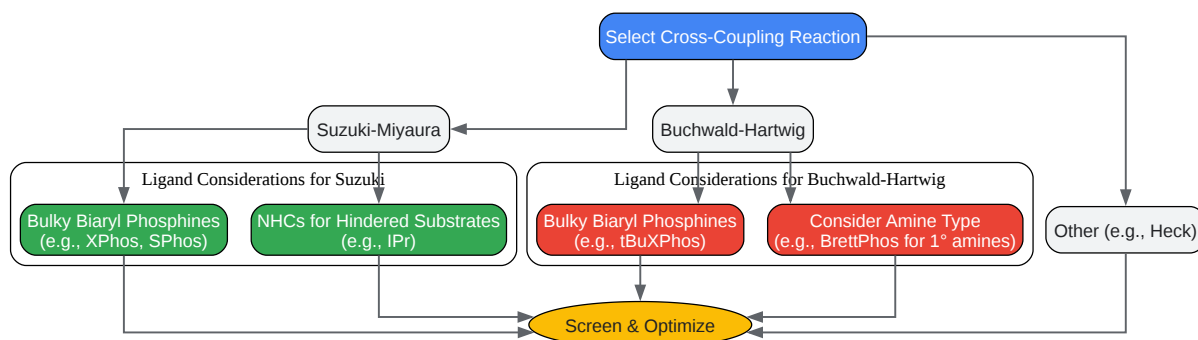 Select Cross-Coupling Reaction
Suzuki-Miyaura
Buchwald-Hartwig
Ligand Considerations for Suzuki
Ligand Considerations for Buchwald-Hartwig
Bulky Biaryl Phosphines
(e.g., XPhos, SPhos)
NHCs for Hindered Substrates
(e.g., IPr)
Bulky Biaryl Phosphines
(e.g., tBuXPhos)
Consider Amine Type
(e.g., BrettPhos for 1° amines)
Other (e.g., Heck)
Screen & Optimize